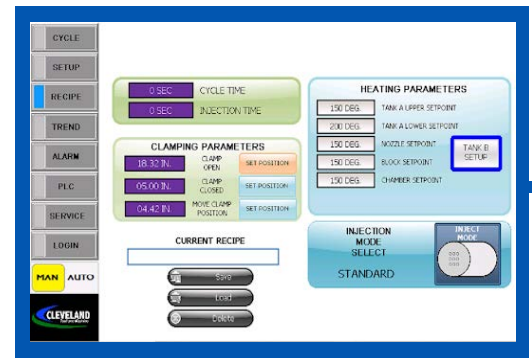 CYCLE
SETUP
RECIPE
TREND
ALARM
PLC
SERVICE
LOGIN
MAN AUTO
CLEVELAND
0 SEC CYCLE TIME
0 SEC INJECTION TIME
CLAMPING PARAMETERS
18.32 IN. CLAMP OPEN SET POSITION
05.00 IN. CLAMP CLOSED SET POSITION
04.42 IN. MOVE CLAMP POSITION SET POSITION
CURRENT RECIPE
Save
Load
Delete
HEATING PARAMETERS
150 DEG. TANK A UPPER SETPOINT
200 DEG. TANK A LOWER SETPOINT
150 DEG. NOZZLE SETPOINT
150 DEG. BLOCK SETPOINT
150 DEG. CHAMBER SETPOINT
TANK B
SETUP
INJECTION
MODE
SELECT
STANDARD
INJECT
MODE